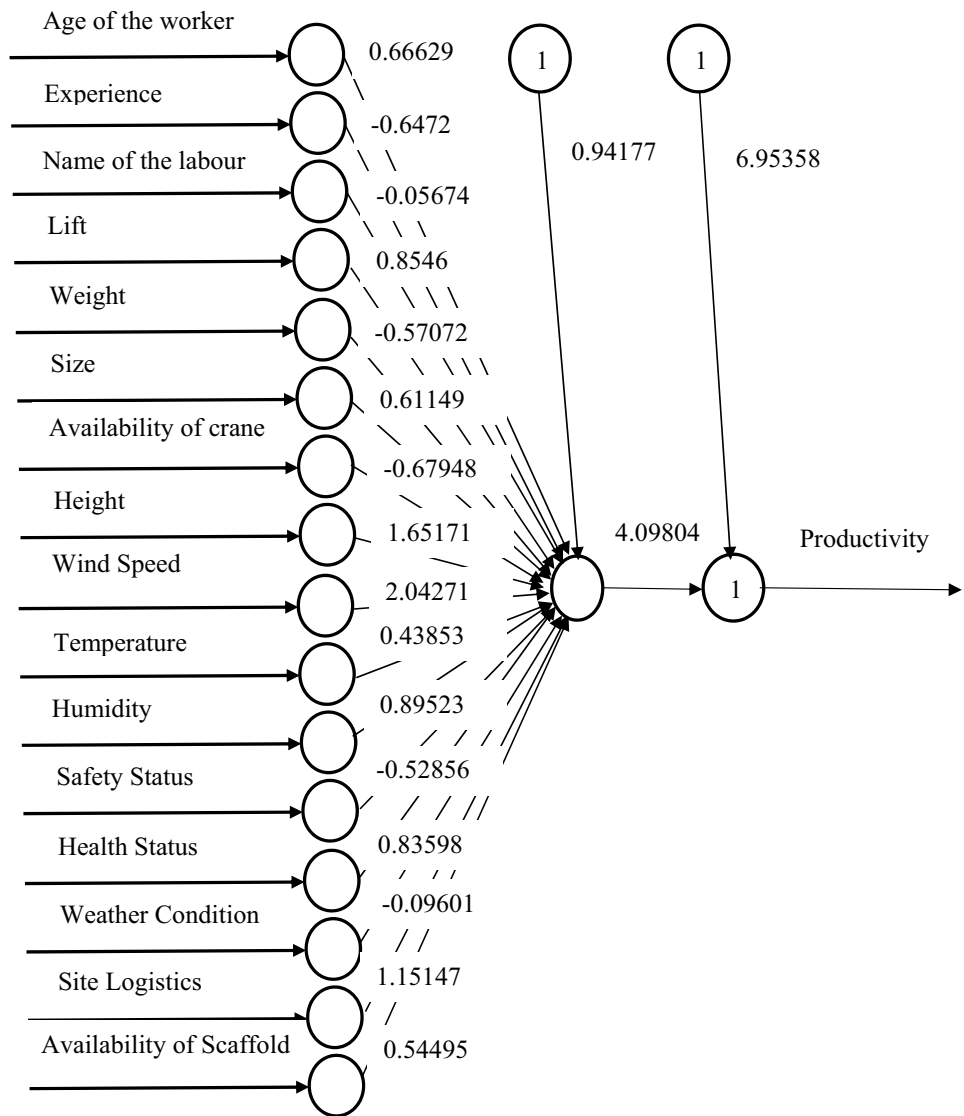 Age of the worker
0.66629
1
1
Experience
-0.6472
0.94177
6.95358
Name of the labour
-0.05674
Lift
0.8546
Weight
-0.57072
Size
0.61149
Availability of crane
-0.67948
Height
1.65171
4.09804
Productivity
Wind Speed
2.04271
1
Temperature
0.43853
Humidity
0.89523
Safety Status
-0.52856
Health Status
0.83598
Weather Condition
-0.09601
Site Logistics
1.15147
Availability of Scaffold
0.54495